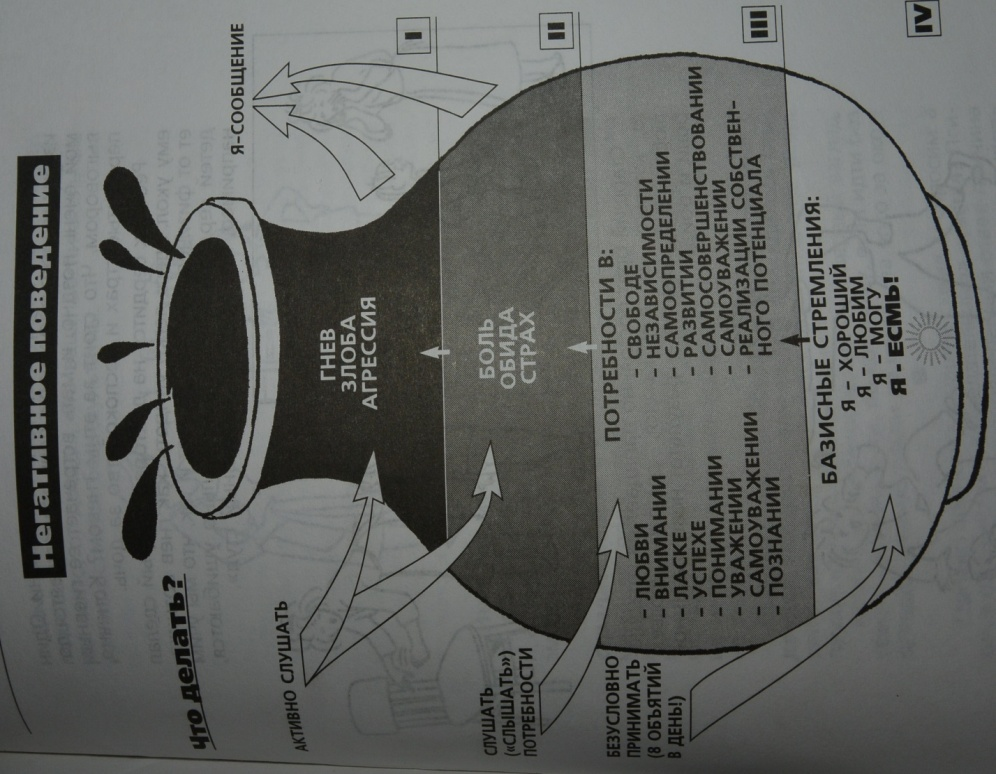 Негативное поведение
Что делать?
Я-СООБЩЕНИЕ
АКТИВНО СЛУШАТЬ
ГНЕВ
ЗЛОБА
АГРЕССИЯ
I
БОЛЬ
ОБИДА
СТРАХ
II
СЛУШАТЬ
(«СЛЫШАТЬ»)
ПОТРЕБНОСТИ
ПОТРЕБНОСТИ В:
- ЛЮБВИ
- ВНИМАНИИ
- ЛАСКЕ
- УСПЕХЕ
- ПОНИМАНИИ
- УВАЖЕНИИ
- САМОУВАЖЕНИИ
- ПОЗНАНИИ
- СВОБОДЕ
- НЕЗАВИСИМОСТИ
- САМООПРЕДЕЛЕНИИ
- РАЗВИТИИ
- САМОСОВЕРШЕНСТВОВАНИИ
- САМОУВАЖЕНИИ
- РЕАЛИЗАЦИИ СОБСТВЕН-
НОГО ПОТЕНЦИАЛА
III
БЕЗУСЛОВНО
ПРИНИМАТЬ
(8 ОБЪЯТИЙ
В ДЕНЬ!)
БАЗИСНЫЕ СТРЕМЛЕНИЯ:
Я - ХОРОШИЙ
Я - ЛЮБИМ
Я - МОГУ
Я - ЕСМЬ!
IV